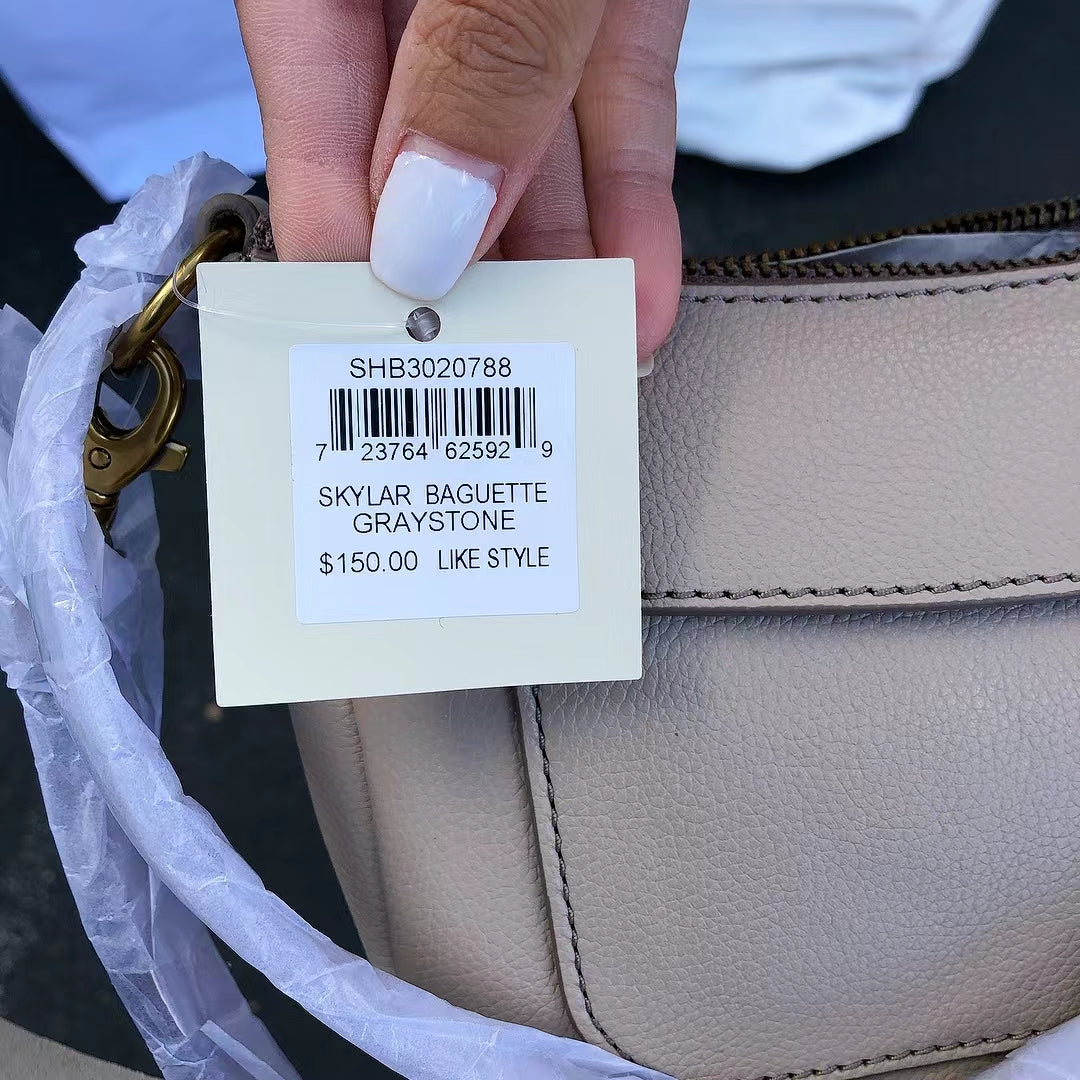 SHB3020788
7 23764 62592 9
SKYLAR BAGUETTE
GRAYSTONE
$150.00 LIKE STYLE